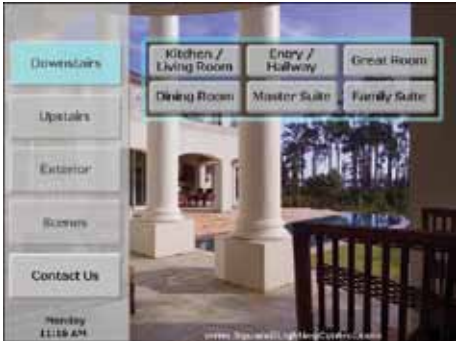 Downstairs
Upstairs
Exterior
Scenes
Contact Us
Monday
11:16 AM
Kitchen /
Living Room
Entry /
Hallway
Great Room
Dining Room
Master Suite
Family Suite